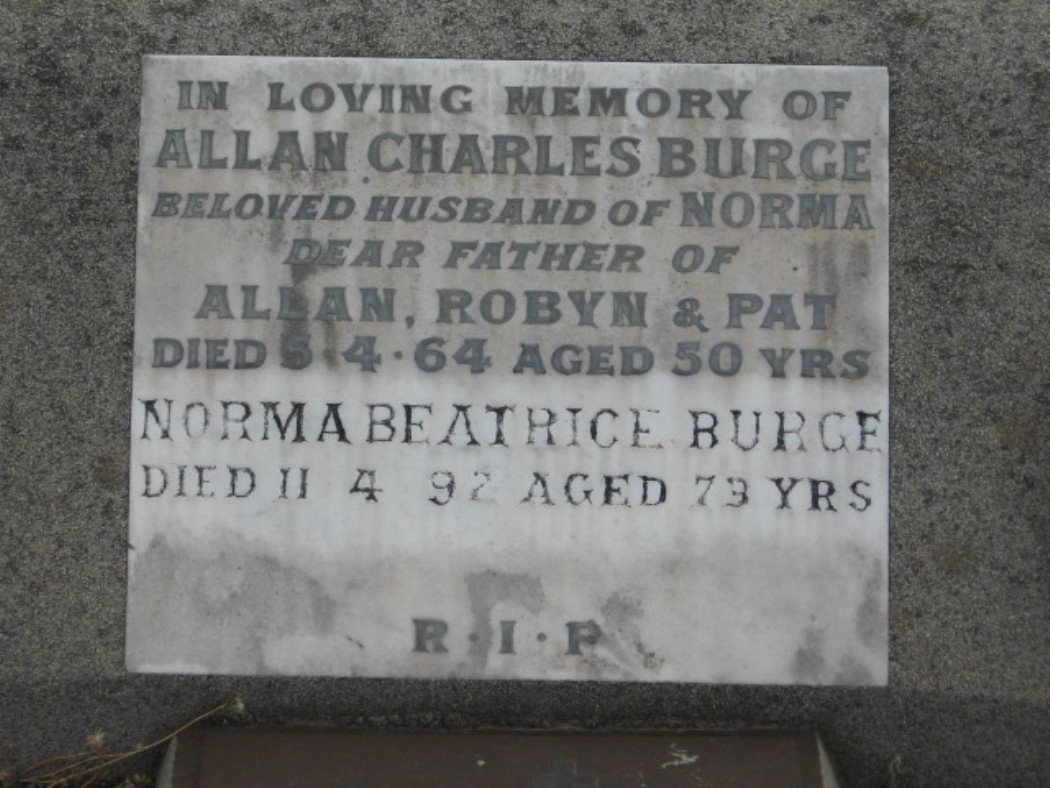 IN LOVING MEMORY OF
ALLAN CHARLES BURGE
BELOVED HUSBAND OF NORMA
DEAR FATHER OF
ALLAN, ROBYN & PAT
DIED 5·4·64 AGED 50 YRS
NORMA BEATRICE BURGE
DIED 11 4 92 AGED 73 YRS
R·I·P